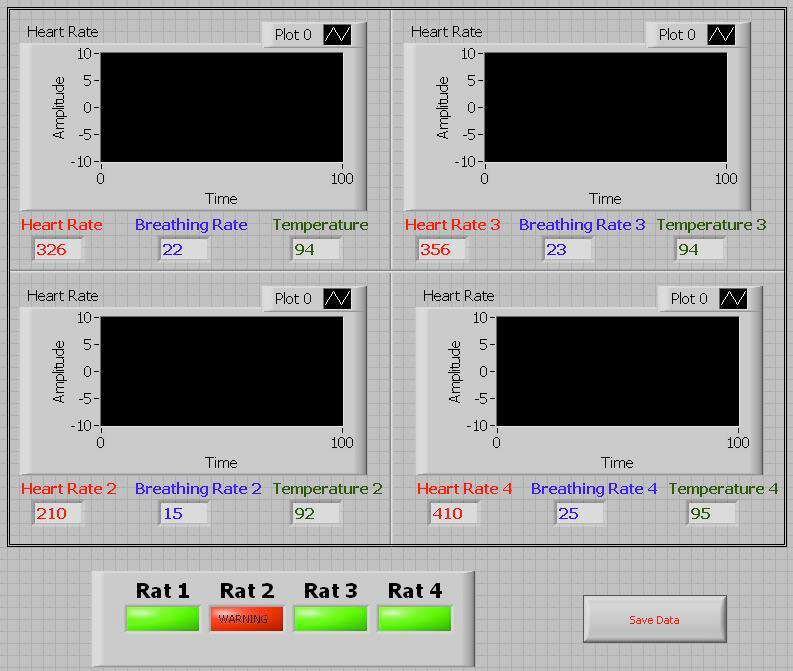 Heart Rate Plot 0
10
5
0
-5
-10
Amplitude
0 100
Time
Heart Rate Breathing Rate Temperature
326 22 94
Heart Rate 3 Plot 0
10
5
0
-5
-10
Amplitude
0 100
Time
Heart Rate 3 Breathing Rate 3 Temperature 3
356 23 94
Heart Rate Plot 0
10
5
0
-5
-10
Amplitude
0 100
Time
Heart Rate 2 Breathing Rate 2 Temperature 2
210 15 92
Heart Rate Plot 0
10
5
0
-5
-10
Amplitude
0 100
Time
Heart Rate 4 Breathing Rate 4 Temperature 4
410 25 95
Rat 1 Rat 2 Rat 3 Rat 4
WARNING
Save Data